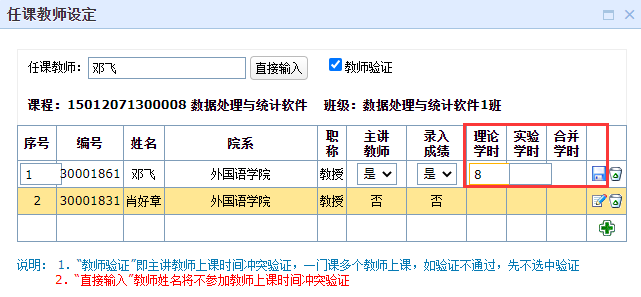 任课教师设定
任课教师： 邓飞 直接输入 教师验证
课程：15012071300008 数据处理与统计软件 班级：数据处理与统计软件1班
序号 编号 姓名 院系 职称 主讲教师 录入成绩 理论学时 实验学时 合并学时
1 30001861 邓飞 外国语学院 教授 是 是 8
2 30001831 肖好章 外国语学院 教授 否 否
说明： 1.“教师验证”即主讲教师上课时间冲突验证，一门课多个教师上课，如验证不通过，先不选中验证
2.“直接输入”教师姓名将不参加教师上课时间冲突验证